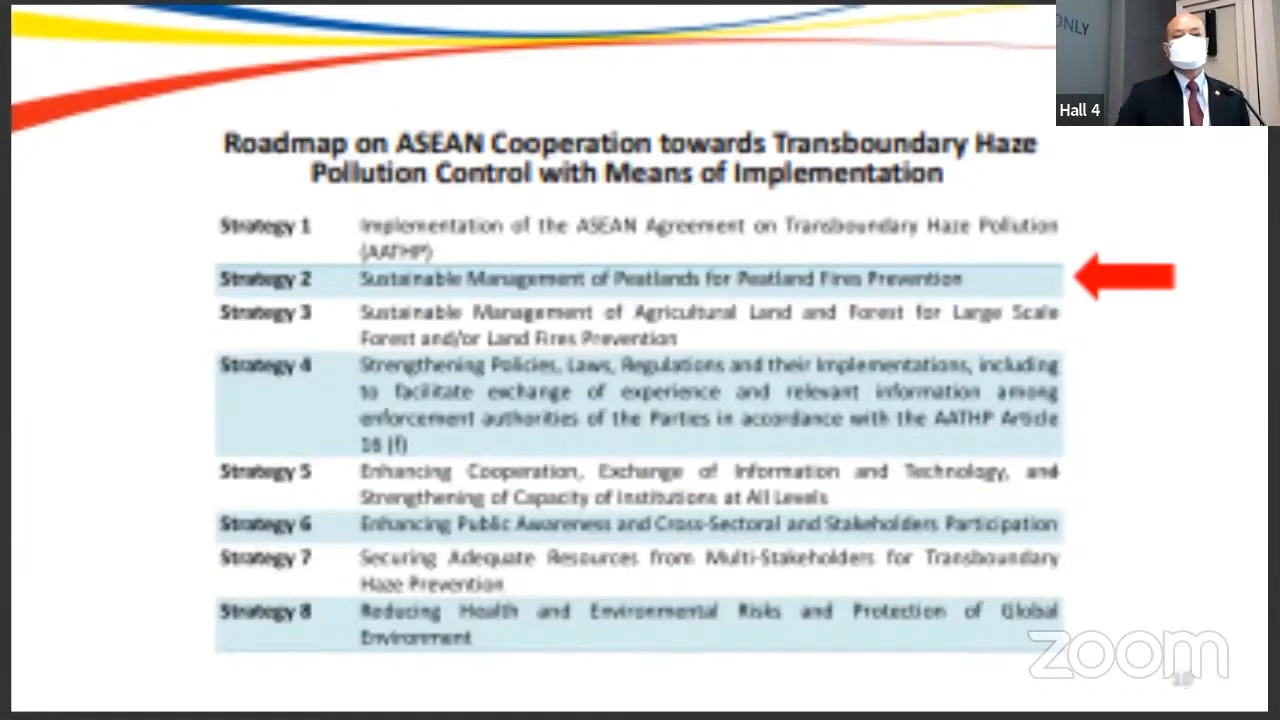 ONLY
Hall 4
Roadmap on ASEAN Cooperation towards Transboundary Haze
Pollution Control with Means of Implementation
Strategy 1 Implementation of the ASEAN Agreement on Transboundary Haze Pollution
(AATHP)
Strategy 2 Sustainable Management of Peatlands for Peatland Fires Prevention
Strategy 3 Sustainable Management of Agricultural Land and Forest for Large Scale
Forest and/or Land Fires Prevention
Strategy 4 Strengthening Policies, Laws, Regulations and their Implementations, including
to facilitate exchange of experience and relevant information among
enforcement authorities of the Parties in accordance with the AATHP Article
16 (f)
Strategy 5 Enhancing Cooperation, Exchange of Information and Technology, and
Strengthening of Capacity of Institutions at All Levels
Strategy 6 Enhancing Public Awareness and Cross-Sectoral and Stakeholders Participation
Strategy 7 Securing Adequate Resources from Multi-Stakeholders for Transboundary
Haze Prevention
Strategy 8 Reducing Health and Environmental Risks and Protection of Global
Environment
zoom